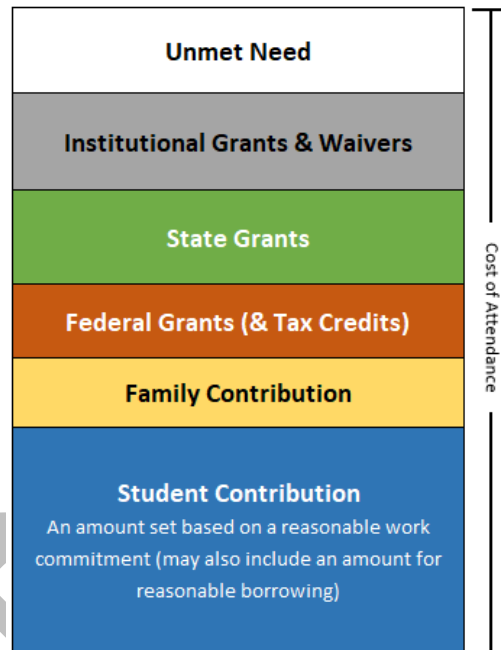 Unmet Need
Institutional Grants & Waivers
State Grants
Federal Grants (& Tax Credits)
Family Contribution
Student Contribution
An amount set based on a reasonable work
commitment (may also include an amount for
reasonable borrowing)
Cost of Attendance